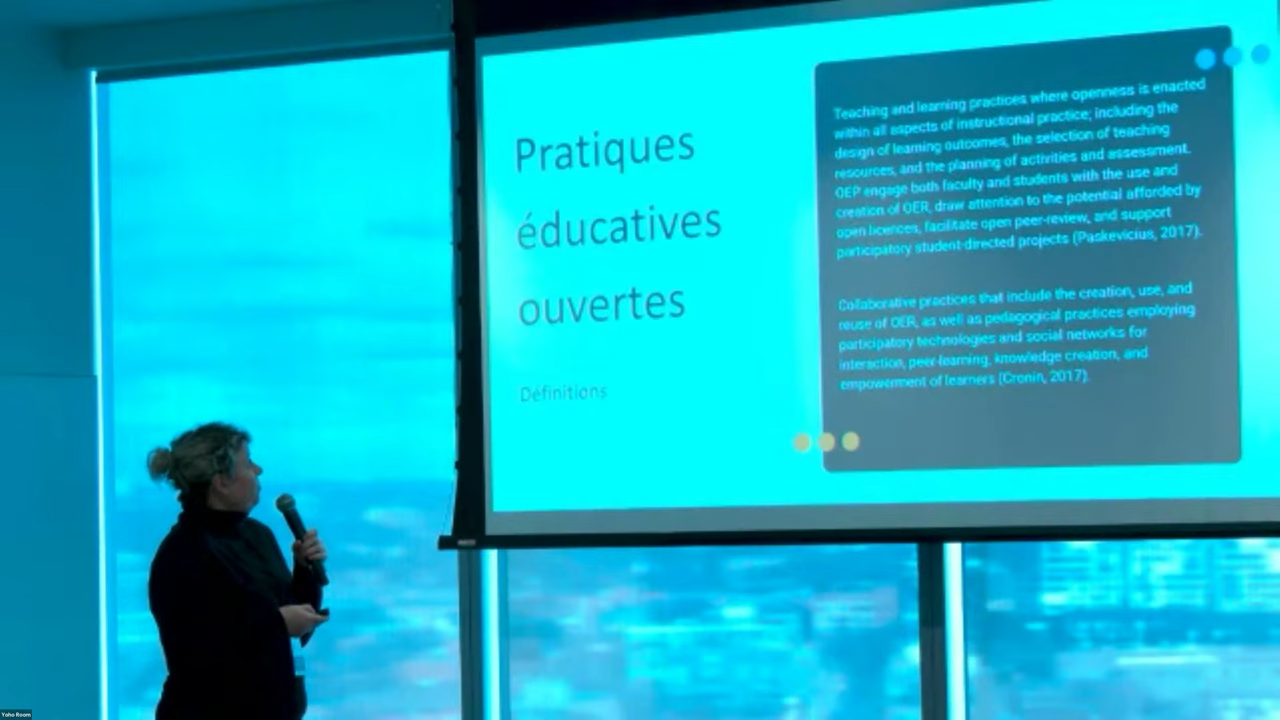 Pratiques
éducatives
ouvertes
Définitions
Teaching and learning practices where openness is enacted
within all aspects of instructional practice; including the
design of learning outcomes, the selection of teaching
resources, and the planning of activities and assessment.
OEP engage both faculty and students with the use and
creation of OER, draw attention to the potential afforded by
open licences, facilitate open peer-review, and support
participatory student-directed projects (Paskevicius, 2017).
Collaborative practices that include the creation, use, and
reuse of OER, as well as pedagogical practices employing
participatory technologies and social networks for
interaction, peer-learning, knowledge creation, and
empowerment of learners (Cronin, 2017).
Yoho Room